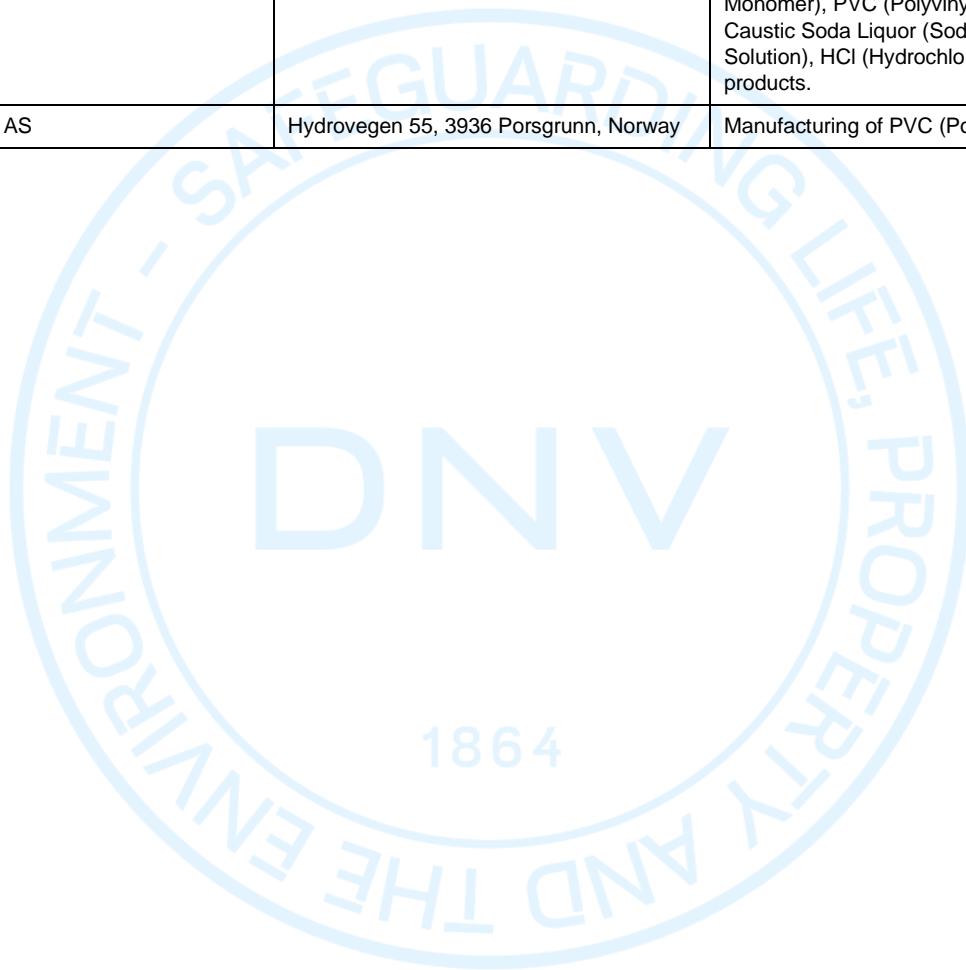 Monomer), PVC (Polyviny
Caustic Soda Liquor (Sod
Solution), HCl (Hydrochlo
products.
AS
Hydrovegen 55, 3936 Porsgrunn, Norway
Manufacturing of PVC (Po
SAFEGUARDING LIFE, PROPERTY AND THE ENVIRONMENT -
DNV
1864